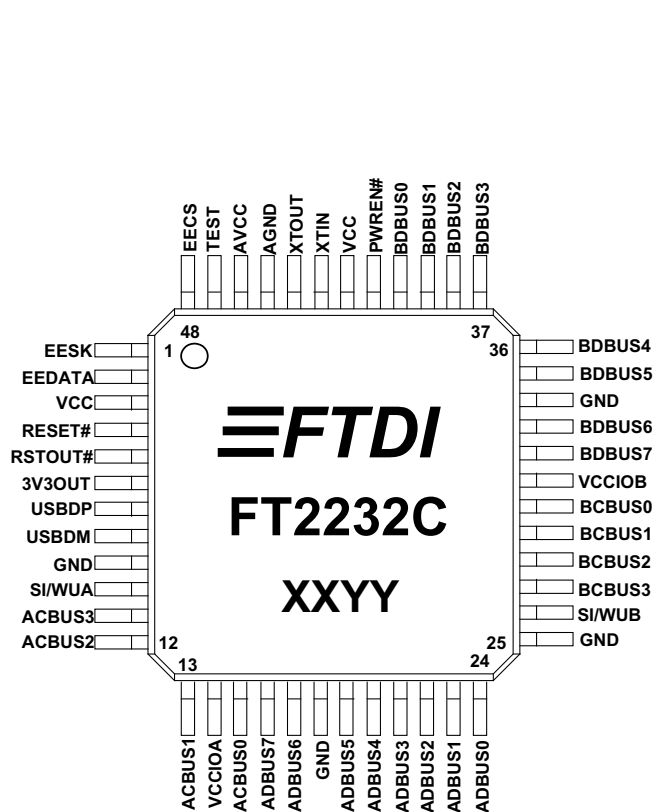 EECS
TEST
AVCC
AGND
XTOUT
XTIN
VCC
PWREN#
BDBUS0
BDBUS1
BDBUS2
BDBUS3
48
37
1
36
EESK
EEDATA
VCC
RESET#
RSTOUT#
3V3OUT
USBDP
USBDM
GND
SI/WUA
ACBUS3
ACBUS2
FTDI
FT2232C
XXYY
BDBUS4
BDBUS5
GND
BDBUS6
BDBUS7
VCCIOB
BCBUS0
BCBUS1
BCBUS2
BCBUS3
SI/WUB
GND
12
25
13
24
ACBUS1
VCCIOA
ACBUS0
ADBUS7
ADBUS6
GND
ADBUS5
ADBUS4
ADBUS3
ADBUS2
ADBUS1
ADBUS0